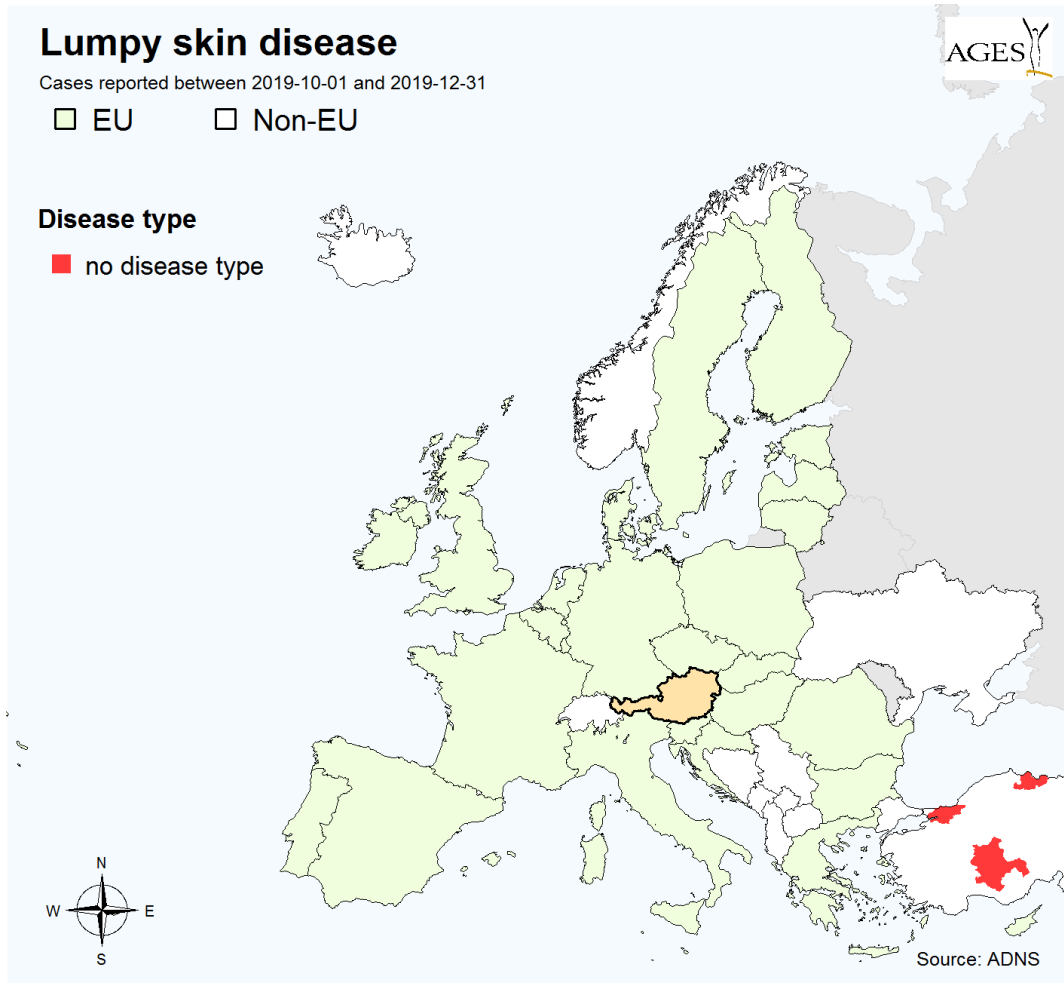 Lumpy skin disease
Cases reported between 2019-10-01 and 2019-12-31
EU
Non-EU
AGES
Disease type
no disease type
N
W
E
S
Source: ADNS